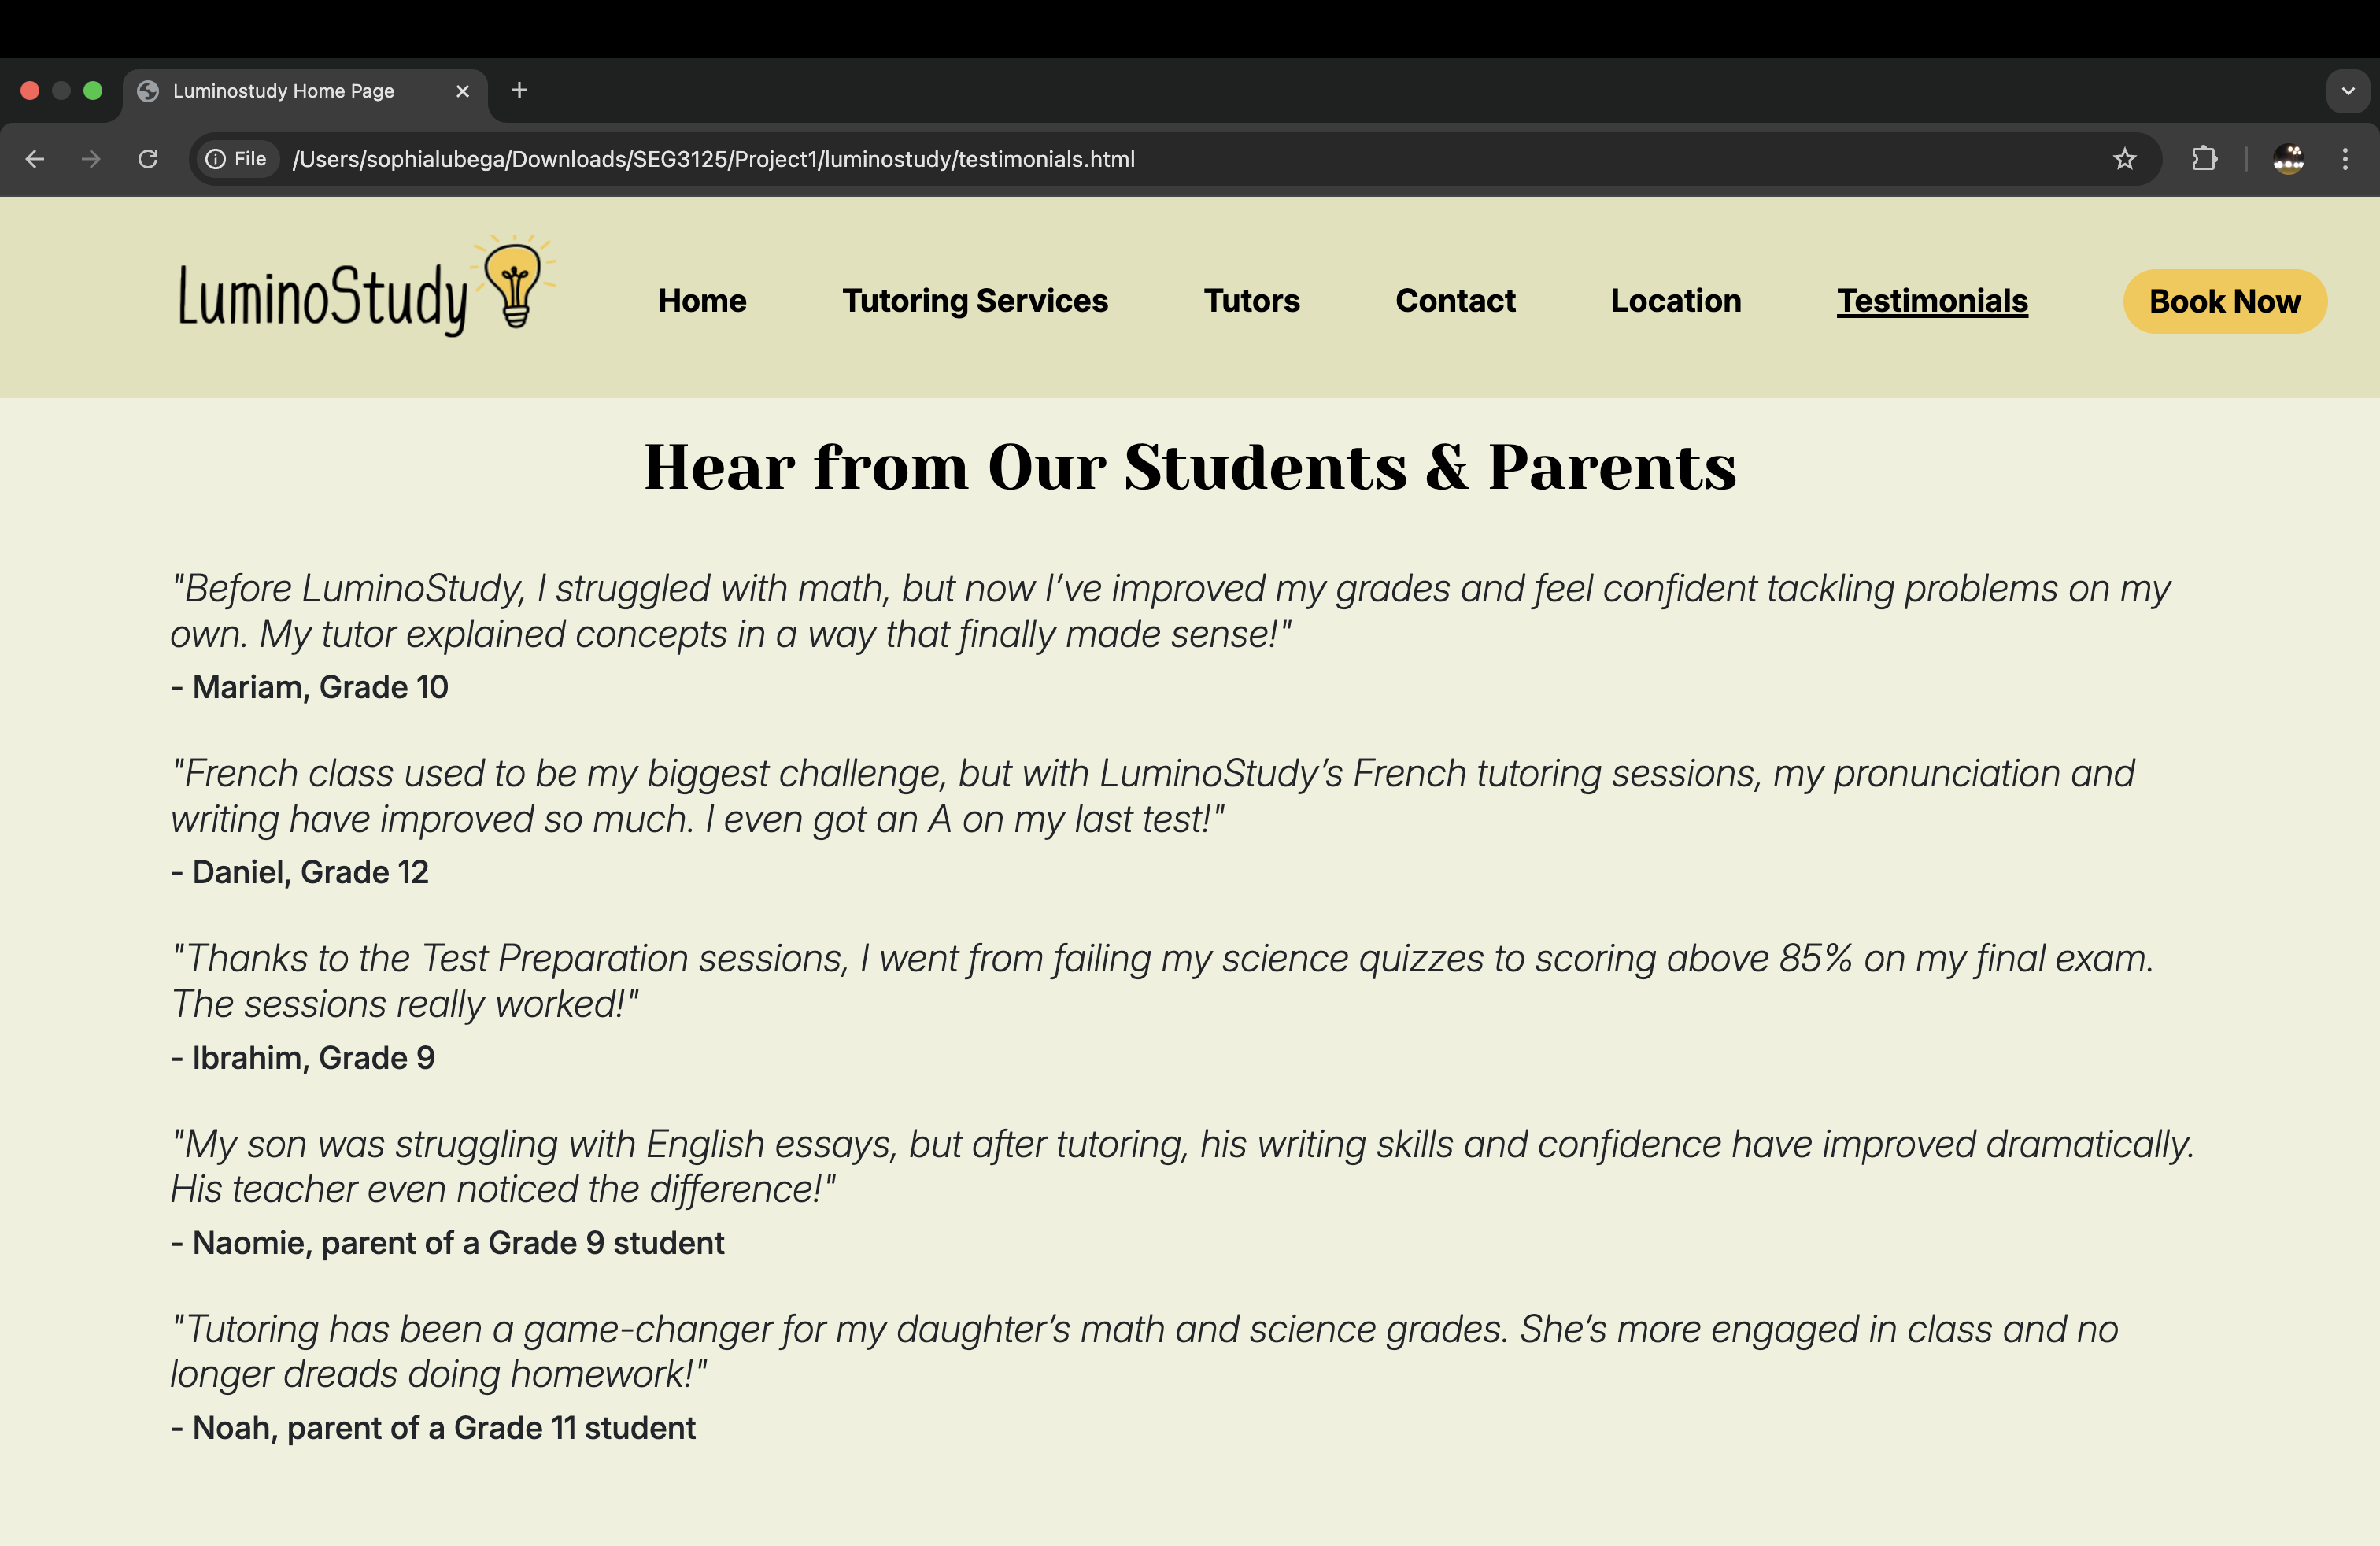 Luminostudy Home Page
File /Users/sophialubega/Downloads/SEG3125/Project1/luminostudy/testimonials.html
LuminoStudy Home Tutoring Services Tutors Contact Location Testimonials Book Now
Hear from Our Students & Parents
"Before LuminoStudy, I struggled with math, but now I’ve improved my grades and feel confident tackling problems on my
own. My tutor explained concepts in a way that finally made sense!"
- Mariam, Grade 10
"French class used to be my biggest challenge, but with LuminoStudy’s French tutoring sessions, my pronunciation and
writing have improved so much. I even got an A on my last test!"
- Daniel, Grade 12
"Thanks to the Test Preparation sessions, I went from failing my science quizzes to scoring above 85% on my final exam.
The sessions really worked!"
- Ibrahim, Grade 9
"My son was struggling with English essays, but after tutoring, his writing skills and confidence have improved dramatically.
His teacher even noticed the difference!"
- Naomie, parent of a Grade 9 student
"Tutoring has been a game-changer for my daughter’s math and science grades. She’s more engaged in class and no
longer dreads doing homework!"
- Noah, parent of a Grade 11 student